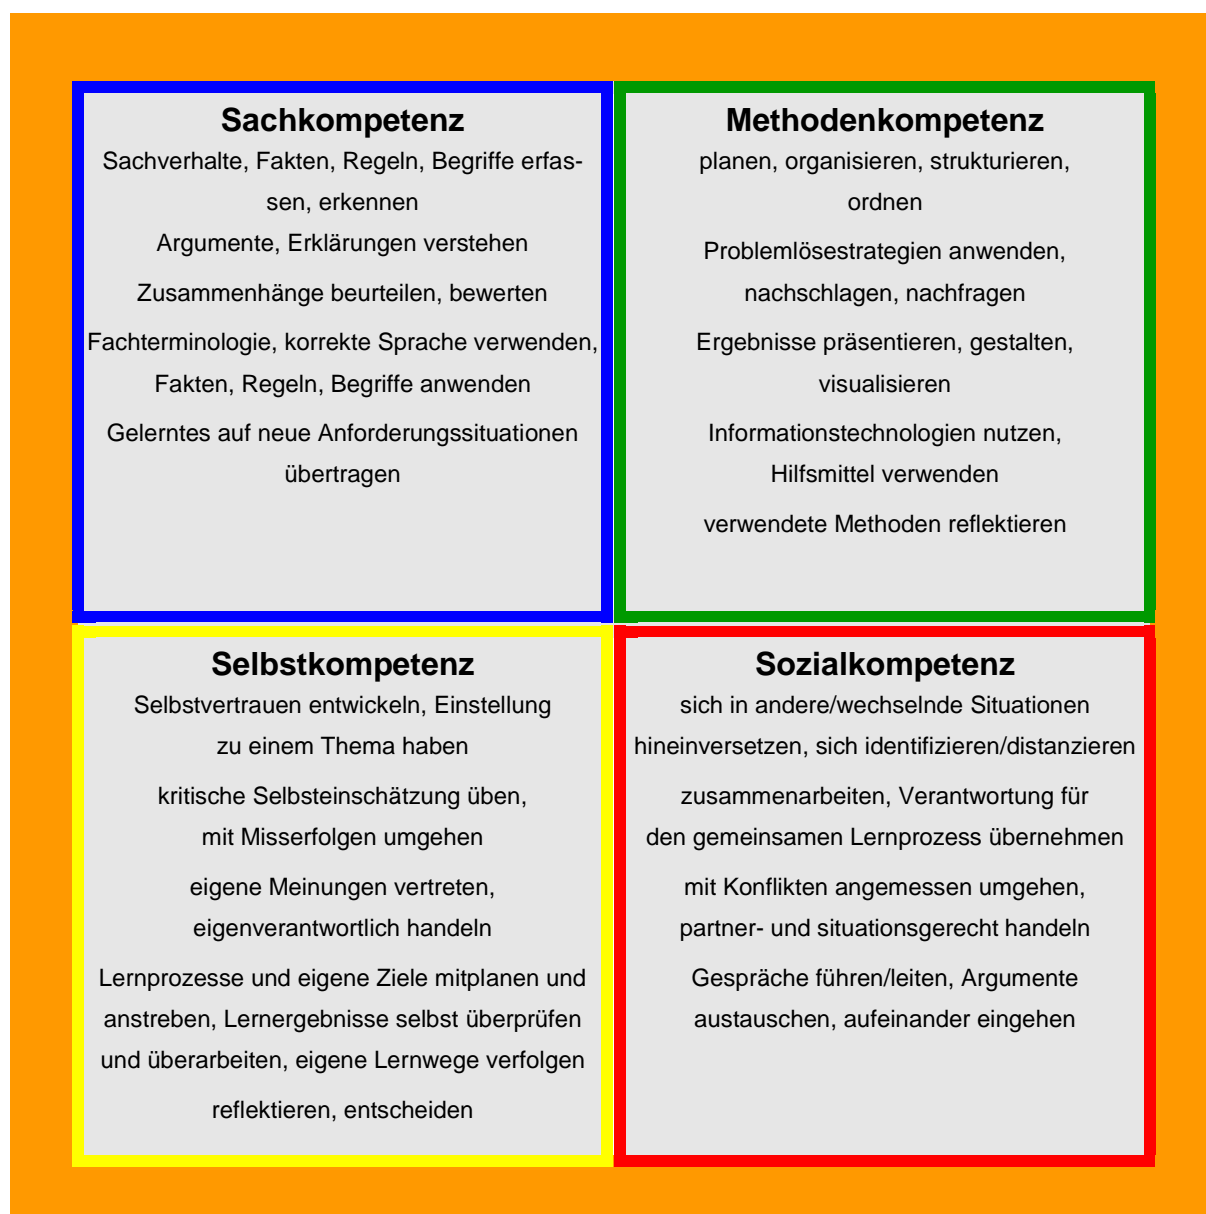 Sachkompetenz
Sachverhalte, Fakten, Regeln, Begriffe erfas-
sen, erkennen
Argumente, Erklärungen verstehen
Zusammenhänge beurteilen, bewerten
Fachterminologie, korrekte Sprache verwenden,
Fakten, Regeln, Begriffe anwenden
Gelerntes auf neue Anforderungssituationen
übertragen
Methodenkompetenz
planen, organisieren, strukturieren,
ordnen
Problemlösestrategien anwenden,
nachschlagen, nachfragen
Ergebnisse präsentieren, gestalten,
visualisieren
Informationstechnologien nutzen,
Hilfsmittel verwenden
verwendete Methoden reflektieren
Selbstkompetenz
Selbstvertrauen entwickeln, Einstellung
zu einem Thema haben
kritische Selbsteinschätzung üben,
mit Misserfolgen umgehen
eigene Meinungen vertreten,
eigenverantwortlich handeln
Lernprozesse und eigene Ziele mitplanen und
anstreben, Lernergebnisse selbst überprüfen
und überarbeiten, eigene Lernwege verfolgen
reflektieren, entscheiden
Sozialkompetenz
sich in andere/wechselnde Situationen
hineinversetzen, sich identifizieren/distanzieren
zusammenarbeiten, Verantwortung für
den gemeinsamen Lernprozess übernehmen
mit Konflikten angemessen umgehen,
partner- und situationsgerecht handeln
Gespräche führen/leiten, Argumente
austauschen, aufeinander eingehen